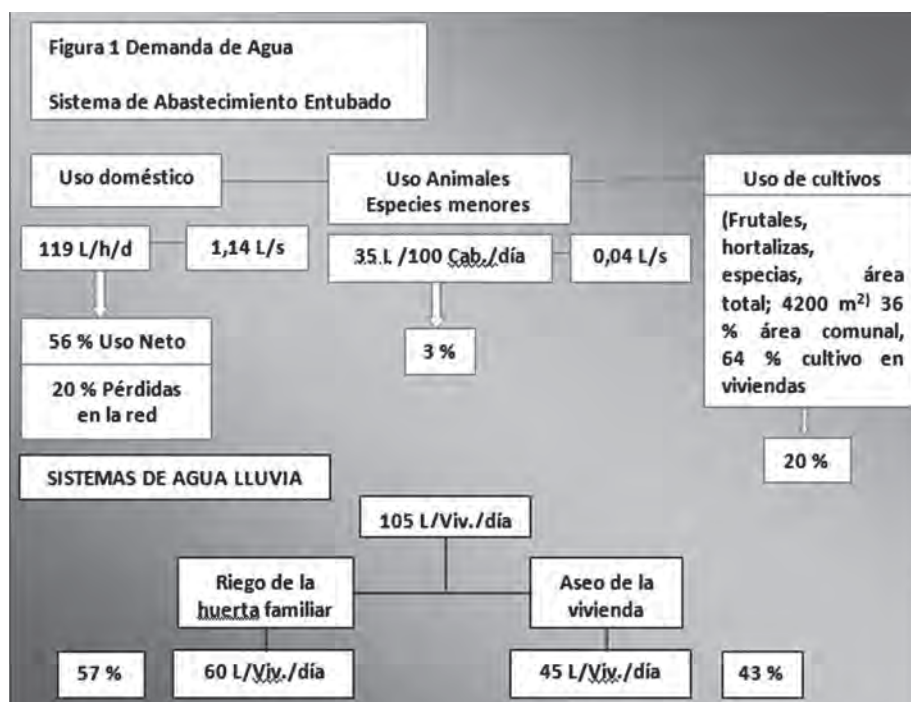 Figura 1 Demanda de Agua
Sistema de Abastecimiento Entubado
Uso doméstico
Uso Animales
Especies menores
Uso de cultivos
119 L/h/d
1,14 L/s
35 L /100 Cab./día
0,04 L/s
(Frutales,
hortalizas,
especias, área
total; 4200 m²⁾ 36
% área comunal,
64 % cultivo en
viviendas
56 % Uso Neto
20 % Pérdidas
en la red
3 %
20 %
SISTEMAS DE AGUA LLUVIA
105 L/Viv./día
Riego de la
huerta familiar
Aseo de la
vivienda
57 %
60 L/Viv./día
45 L/Viv./día
43 %